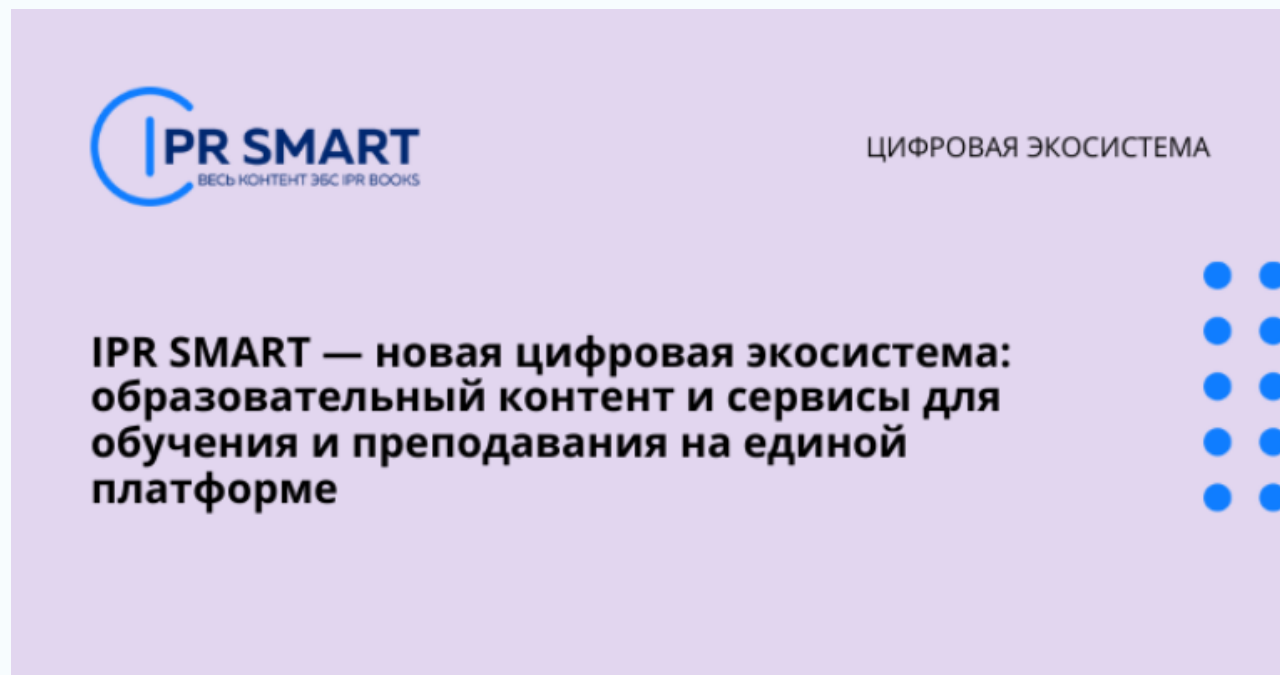 IPR SMART
ВЕСЬ КОНТЕНТ ЭБС IPR BOOKS
ЦИФРОВАЯ ЭКОСИСТЕМА
IPR SMART — новая цифровая экосистема:
образовательный контент и сервисы для
обучения и преподавания на единой
платформе